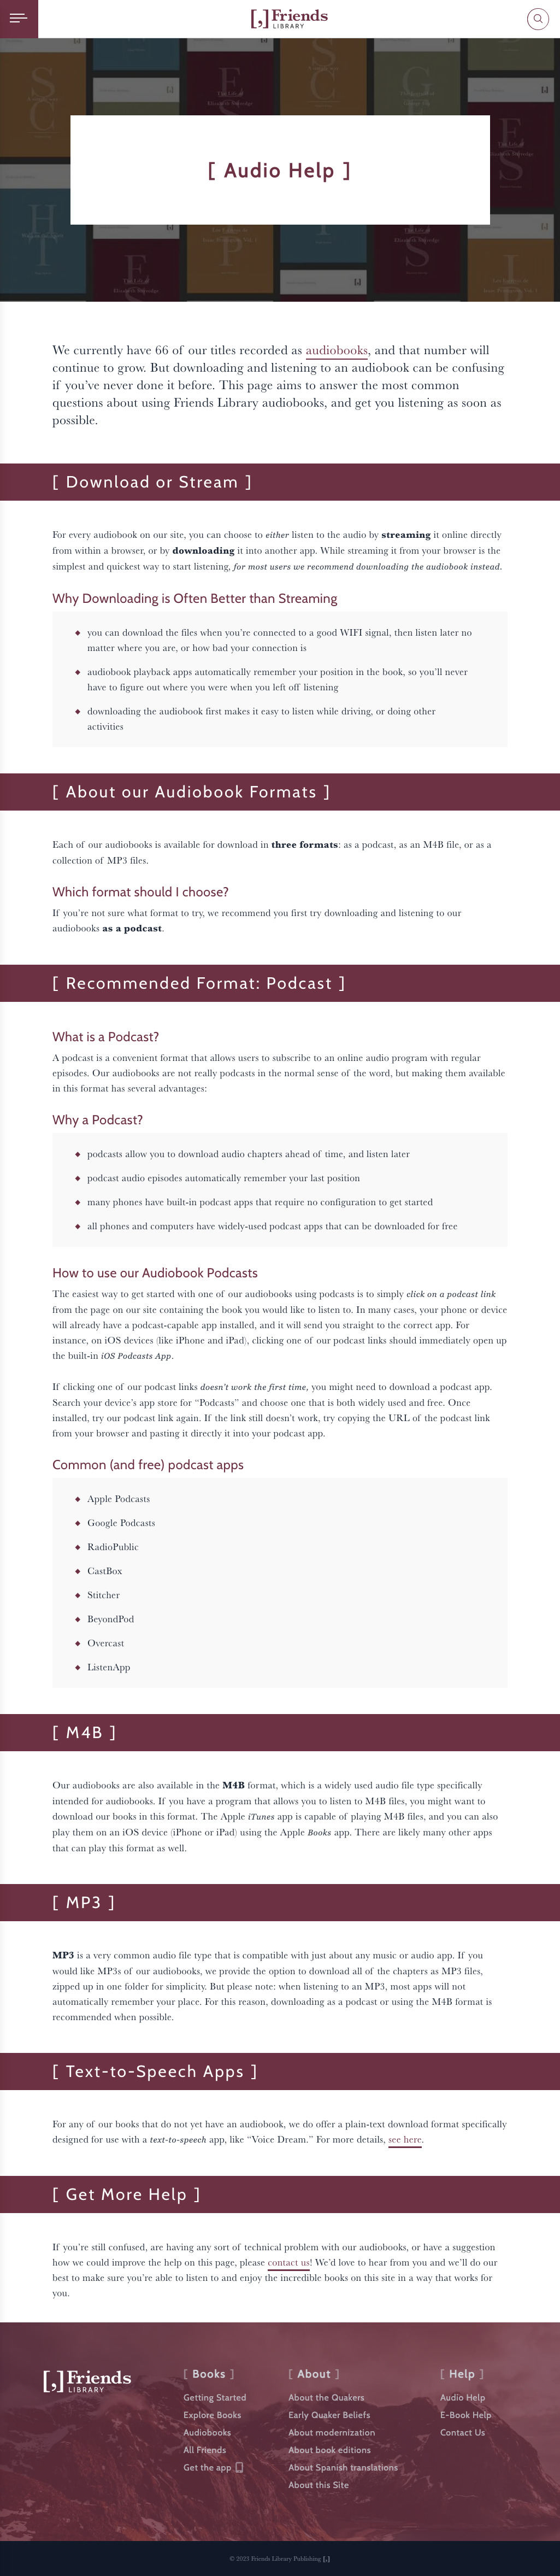 [,] Friends
LIBRARY
[ Audio Help ]
We currently have 66 of our titles recorded as audiobooks, and that number will
continue to grow. But downloading and listening to an audiobook can be confusing
if you’ve never done it before. This page aims to answer the most common
questions about using Friends Library audiobooks, and get you listening as soon as
possible.
[ Download or Stream ]
For every audiobook on our site, you can choose to either listen to the audio by streaming it online directly
from within a browser, or by downloading it into another app. While streaming it from your browser is the
simplest and quickest way to start listening, for most users we recommend downloading the audiobook instead.
Why Downloading is Often Better than Streaming
you can download the files when you’re connected to a good WIFI signal, then listen later no
matter where you are, or how bad your connection is
audiobook playback apps automatically remember your position in the book, so you’ll never
have to figure out where you were when you left off listening
downloading the audiobook first makes it easy to listen while driving, or doing other
activities
[ About our Audiobook Formats ]
Each of our audiobooks is available for download in three formats: as a podcast, as an M4B file, or as a
collection of MP3 files.
Which format should I choose?
If you’re not sure what format to try, we recommend you first try downloading and listening to our
audiobooks as a podcast.
[ Recommended Format: Podcast ]
What is a Podcast?
A podcast is a convenient format that allows users to subscribe to an online audio program with regular
episodes. Our audiobooks are not really podcasts in the normal sense of the word, but making them available
in this format has several advantages:
Why a Podcast?
podcasts allow you to download audio chapters ahead of time, and listen later
podcast audio episodes automatically remember your last position
many phones have built-in podcast apps that require no configuration to get started
all phones and computers have widely-used podcast apps that can be downloaded for free
How to use our Audiobook Podcasts
The easiest way to get started with one of our audiobooks using podcasts is to simply click on a podcast link
from the page on our site containing the book you would like to listen to. In many cases, your phone or device
will already have a podcast-capable app installed, and it will send you straight to the correct app. For
instance, on iOS devices (like iPhone and iPad), clicking one of our podcast links should immediately open up
the built-in iOS Podcasts App.
If clicking one of our podcast links doesn’t work the first time, you might need to download a podcast app.
Search your device’s app store for “Podcasts” and choose one that is both widely used and free. Once
installed, try our podcast link again. If the link still doesn’t work, try copying the URL of the podcast link
from your browser and pasting it directly it into your podcast app.
Common (and free) podcast apps
Apple Podcasts
Google Podcasts
RadioPublic
CastBox
Stitcher
BeyondPod
Overcast
ListenApp
[ M4B ]
Our audiobooks are also available in the M4B format, which is a widely used audio file type specifically
intended for audiobooks. If you have a program that allows you to listen to M4B files, you might want to
download our books in this format. The Apple iTunes app is capable of playing M4B files, and you can also
play them on an iOS device (iPhone or iPad) using the Apple Books app. There are likely many other apps
that can play this format as well.
[ MP3 ]
MP3 is a very common audio file type that is compatible with just about any music or audio app. If you
would like MP3s of our audiobooks, we provide the option to download all of the chapters as MP3 files,
zipped up in one folder for simplicity. But please note: when listening to an MP3, most apps will not
automatically remember your place. For this reason, downloading as a podcast or using the M4B format is
recommended when possible.
[ Text-to-Speech Apps ]
For any of our books that do not yet have an audiobook, we do offer a plain-text download format specifically
designed for use with a text-to-speech app, like “Voice Dream.” For more details, see here.
[ Get More Help ]
If you’re still confused, are having any sort of technical problem with our audiobooks, or have a suggestion
how we could improve the help on this page, please contact us! We’d love to hear from you and we’ll do our
best to make sure you’re able to listen to and enjoy the incredible books on this site in a way that works for
you.
[,] Friends
LIBRARY
[ Books ]
Getting Started
Explore Books
Audiobooks
All Friends
Get the app
[ About ]
About the Quakers
Early Quaker Beliefs
About modernization
About book editions
About Spanish translations
About this Site
[ Help ]
Audio Help
E-Book Help
Contact Us
© 2023 Friends Library Publishing [,]